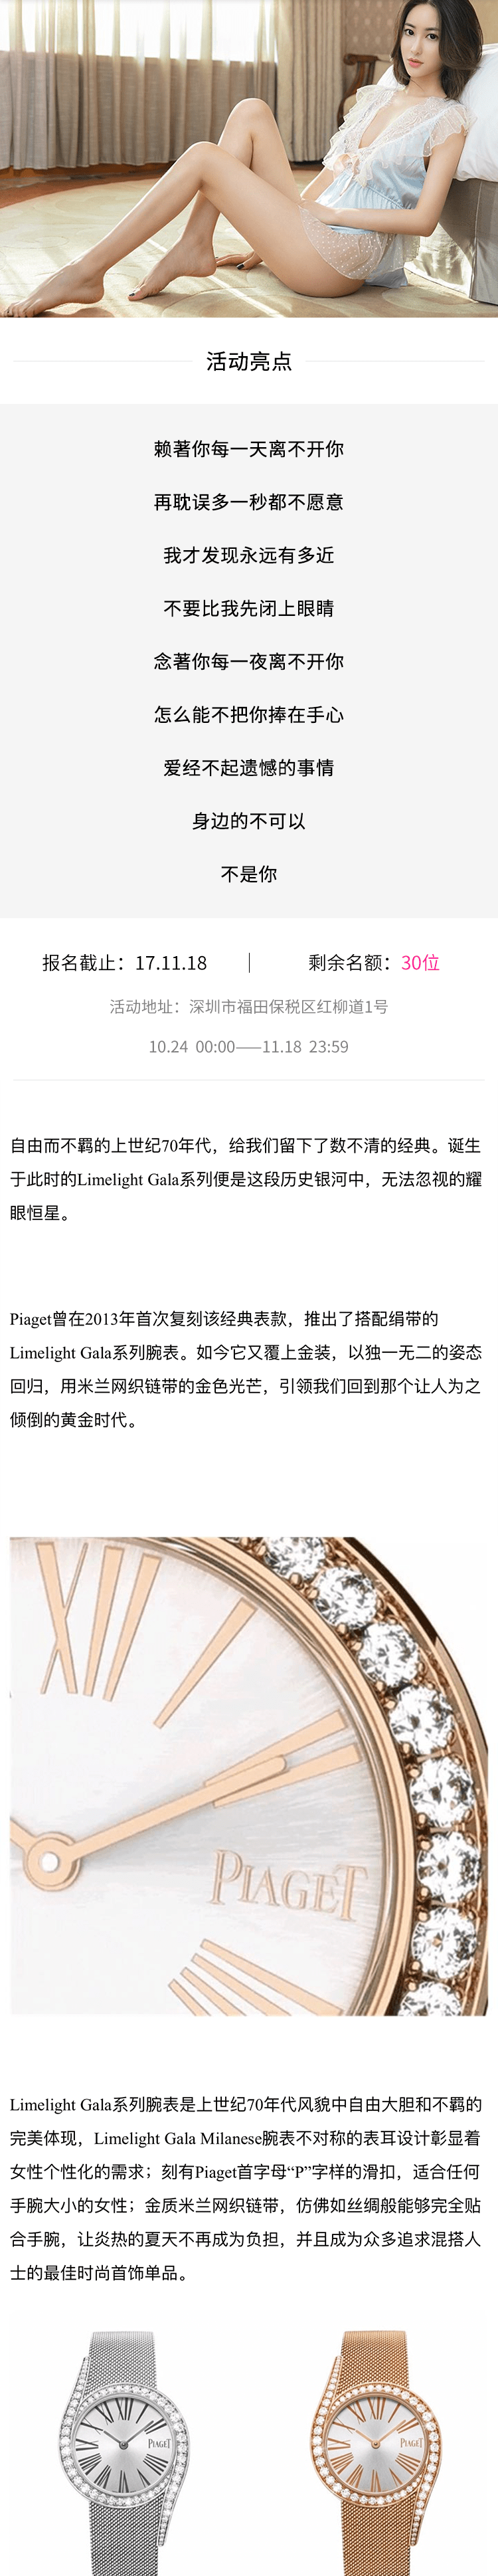 活动亮点
赖著你每一天离不开你
再耽误多一秒都不愿意
我才发现永远有多近
不要比我先闭上眼睛
念著你每一夜离不开你
怎么能不把你捧在手心
爱经不起遗憾的事情
身边的不可以
不是你
报名截止：17.11.18 | 剩余名额：30位
活动地址：深圳市福田保税区红柳道1号
10.24 00:00——11.18 23:59
自由而不羁的上世纪70年代，给我们留下了数不清的经典。诞生
于此时的Limelight Gala系列便是这段历史银河中，无法忽视的耀
眼恒星。
Piaget曾在2013年首次复刻该经典表款，推出了搭配绢带的
Limelight Gala系列腕表。如今它又覆上金装，以独一无二的姿态
回归，用米兰网织链带的金色光芒，引领我们回到那个让人为之
倾倒的黄金时代。
PIAGET
Limelight Gala系列腕表是上世纪70年代风貌中自由大胆和不羁的
完美体现，Limelight Gala Milanese腕表不对称的表耳设计彰显着
女性个性化的需求；刻有Piaget首字母“P”字样的滑扣，适合任何
手腕大小的女性；金质米兰网织链带，仿佛如丝绸般能够完全贴
合手腕，让炎热的夏天不再成为负担，并且成为众多追求混搭人
士的最佳时尚首饰单品。
PIAGET
PIAGET